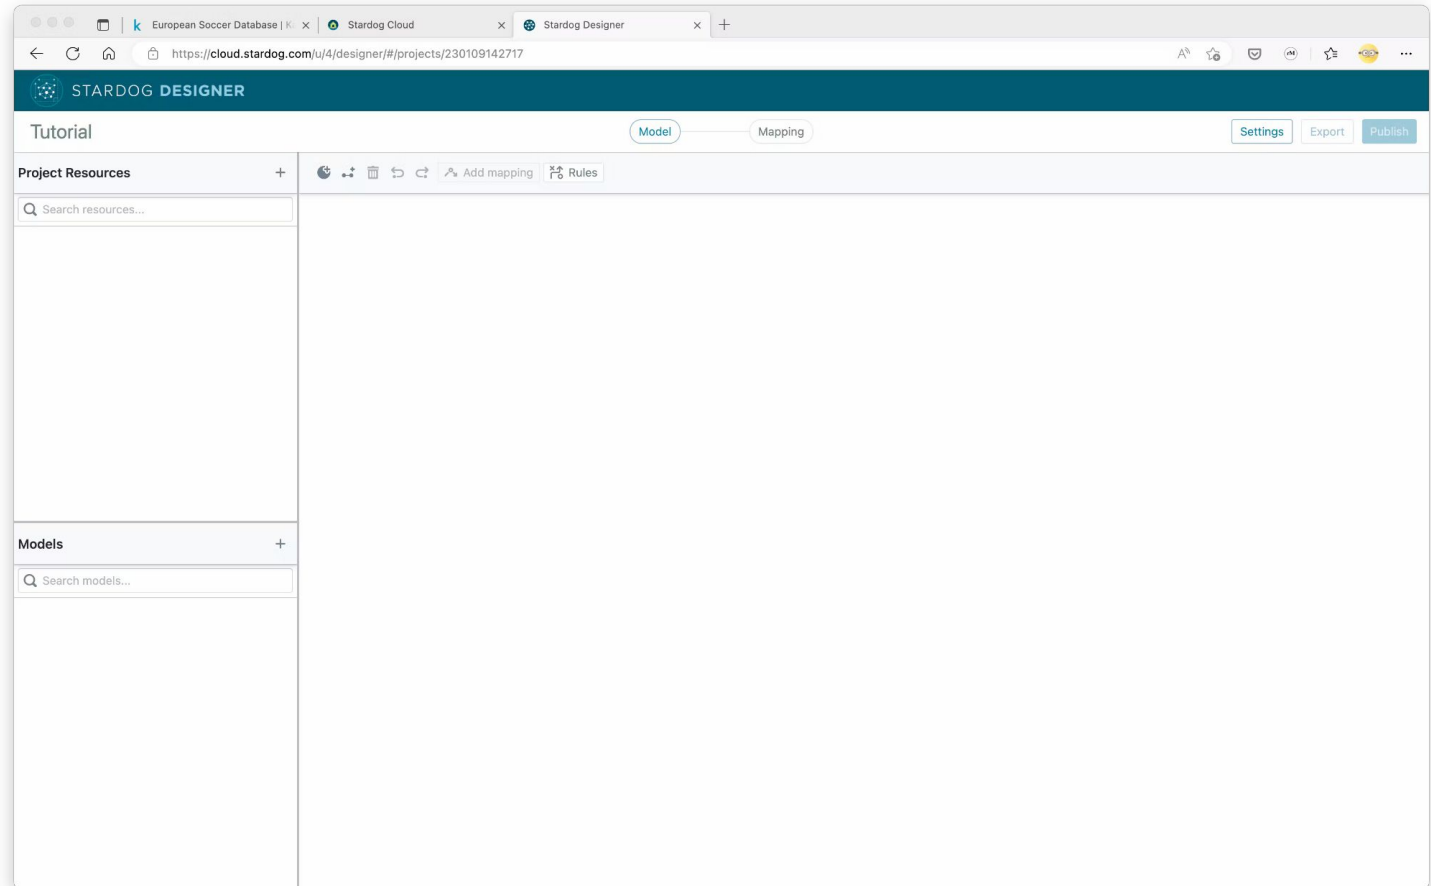 European Soccer Database | K
Stardog Cloud
Stardog Designer
https://cloud.stardog.com/u/4/designer/#/projects/230109142717
STARDOG DESIGNER
Tutorial
Model
Mapping
Settings
Export
Publish
Project Resources
Add mapping
Rules
Search resources...
Models
Search models...